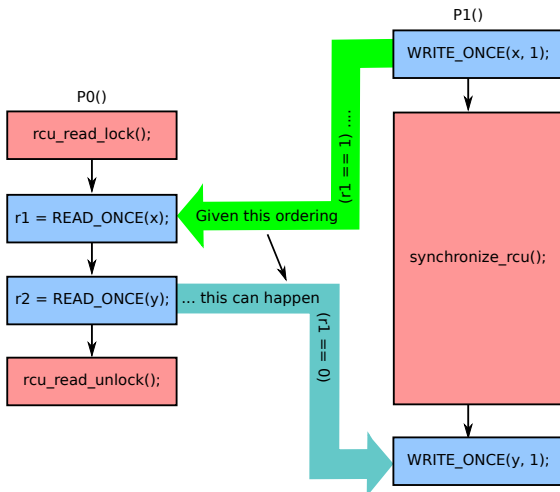 P1()
WRITE_ONCE(x, 1);
P0()
rcu_read_lock();
(r1 == 1) ....
r1 = READ_ONCE(x);
Given this ordering
synchronize_rcu();
r2 = READ_ONCE(y);
... this can happen
(r1 == 0)
rcu_read_unlock();
WRITE_ONCE(y, 1);